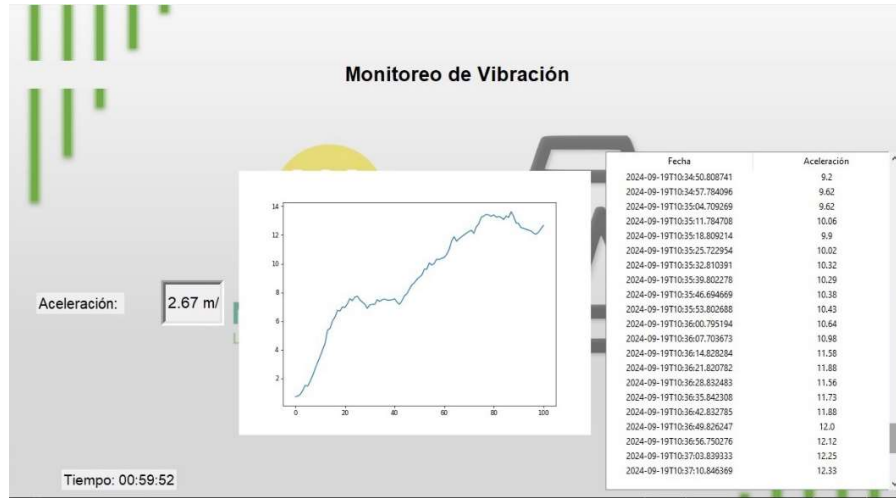 Monitoreo de Vibración
Aceleración:
2.67 m/
14
12
10
8
6
4
2
0
20
40
60
80
100
Fecha Aceleración
2024-09-19T10:34:50.808741 9.2
2024-09-19T10:34:57.784096 9.62
2024-09-19T10:35:04.709269 9.62
2024-09-19T10:35:11.784708 10.06
2024-09-19T10:35:18.809214 9.9
2024-09-19T10:35:25.722954 10.02
2024-09-19T10:35:32.810391 10.32
2024-09-19T10:35:39.802278 10.29
2024-09-19T10:35:46.694669 10.38
2024-09-19T10:35:53.802688 10.43
2024-09-19T10:36:00.795194 10.64
2024-09-19T10:36:07.703673 10.98
2024-09-19T10:36:14.828284 11.58
2024-09-19T10:36:21.820782 11.88
2024-09-19T10:36:28.832483 11.56
2024-09-19T10:36:35.842308 11.73
2024-09-19T10:36:42.832785 11.88
2024-09-19T10:36:49.826247 12.0
2024-09-19T10:36:56.750276 12.12
2024-09-19T10:37:03.839333 12.25
2024-09-19T10:37:10.846369 12.33
Tiempo: 00:59:52